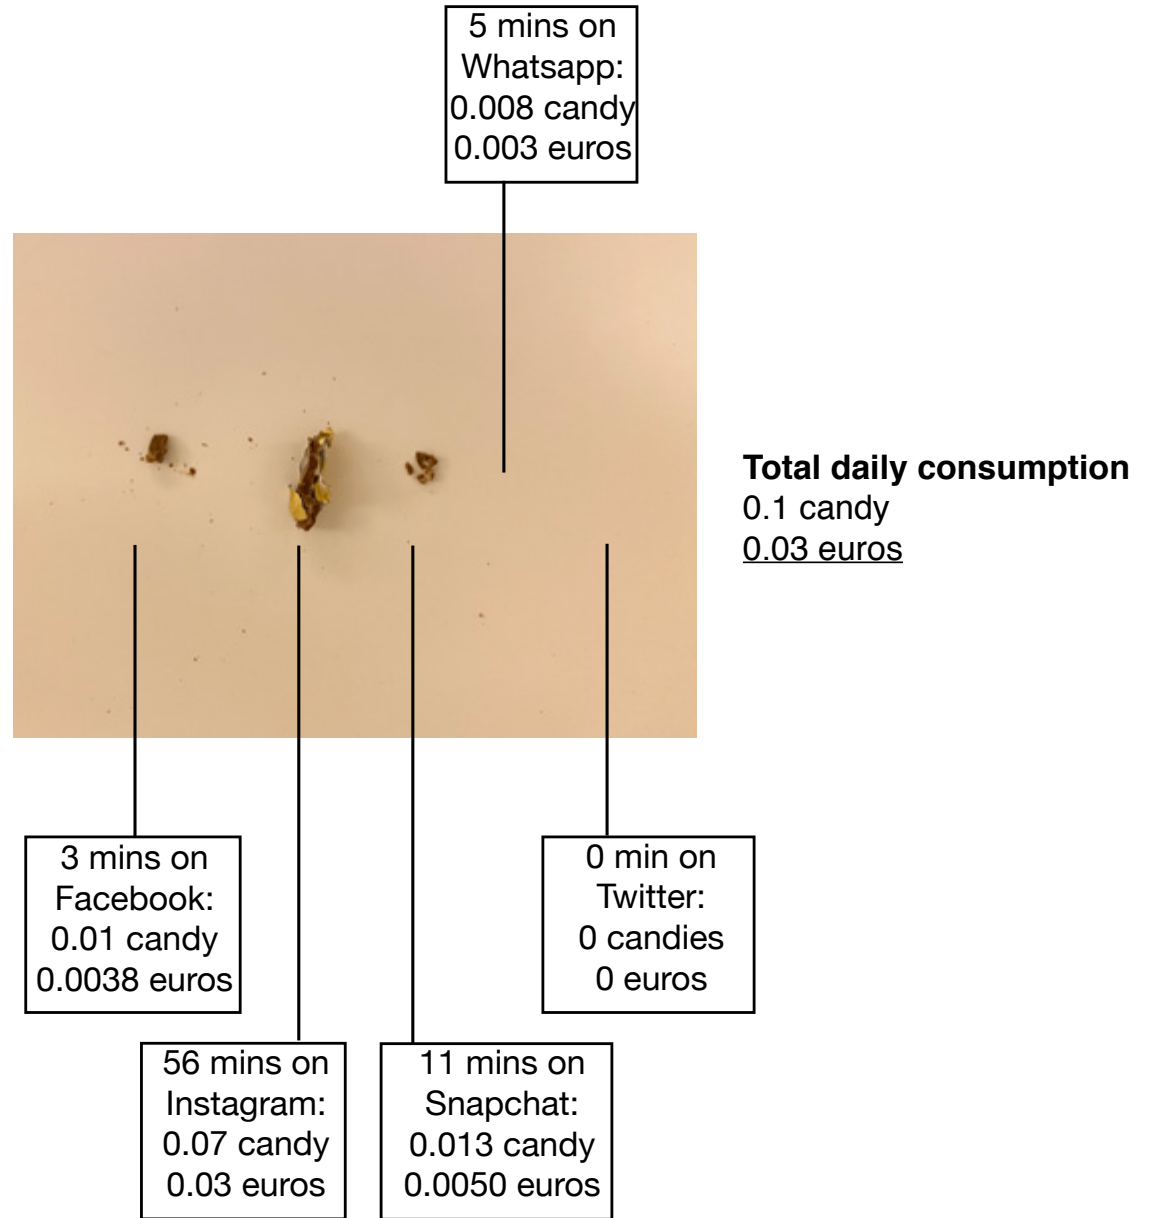 5 mins on
Whatsapp:
0.008 candy
0.003 euros
Total daily consumption
0.1 candy
0.03 euros
3 mins on
Facebook:
0.01 candy
0.0038 euros
0 min on
Twitter:
0 candies
0 euros
56 mins on
Instagram:
0.07 candy
0.03 euros
11 mins on
Snapchat:
0.013 candy
0.0050 euros